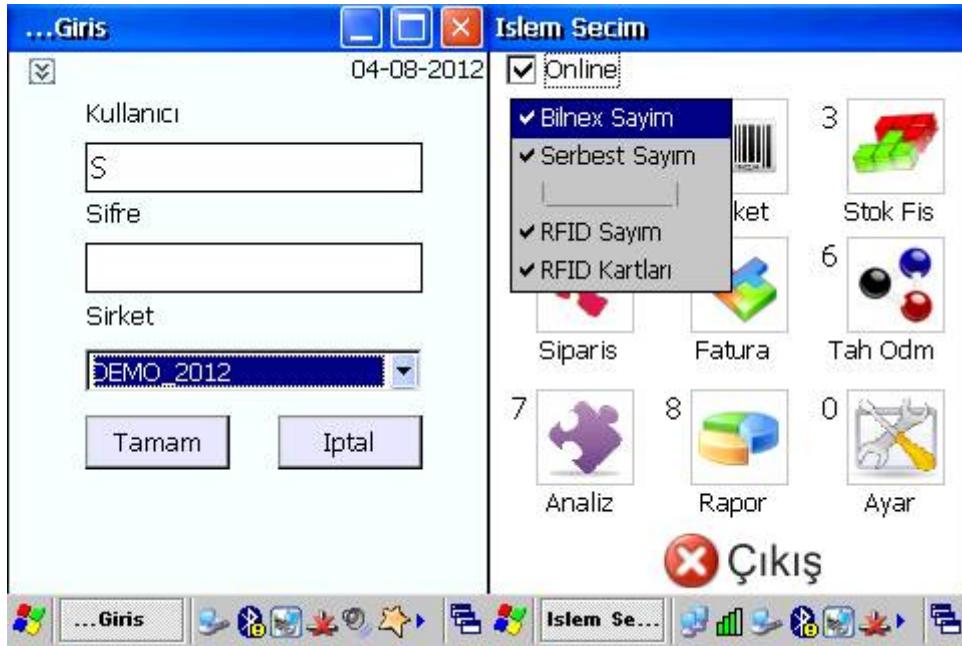 ...Giris
04-08-2012
Kullanıcı
S
Sifre
Sirket
DEMO_2012
Tamam
Iptal
...Giris
Islem Secim
Online
Bilnex Sayim
Serbest Sayım
RFID Sayım
RFID Kartları
3
ket
Stok Fis
6
Siparis
Fatura
Tah Odm
7
8
0
Analiz
Rapor
Ayar
Çıkış
Islem Se...